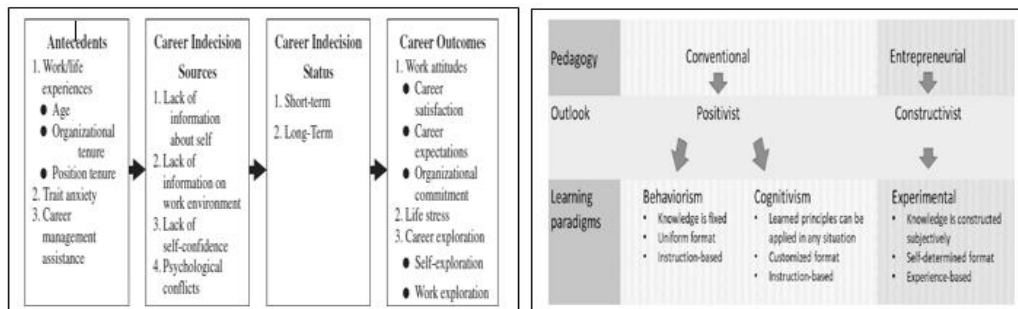 Antecedents
1. Work/life
experiences
● Age
● Organizational
tenure
● Position tenure
2. Trait anxiety
3. Career
management
assistance
Career Indecision
Sources
1. Lack of
information
about self
2. Lack of
information on
work environment
3. Lack of
self-confidence
4. Psychological
conflicts
Career Indecision
Status
1. Short-term
2. Long-Term
Career Outcomes
1. Work attitudes
● Career
satisfaction
● Career
expectations
● Organizational
commitment
2. Life stress
3. Career exploration
● Self-exploration
● Work exploration
Pedagogy
Conventional
Entrepreneurial
Outlook
Positivist
Constructivist
Learning
paradigms
Behaviorism
• Knowledge is fixed
• Uniform format
• Instruction-based
Cognitivism
• Learned principles can be
applied in any situation
• Customized format
• Instruction-based
Experimental
• Knowledge is constructed
subjectively
• Self-determined format
• Experience-based